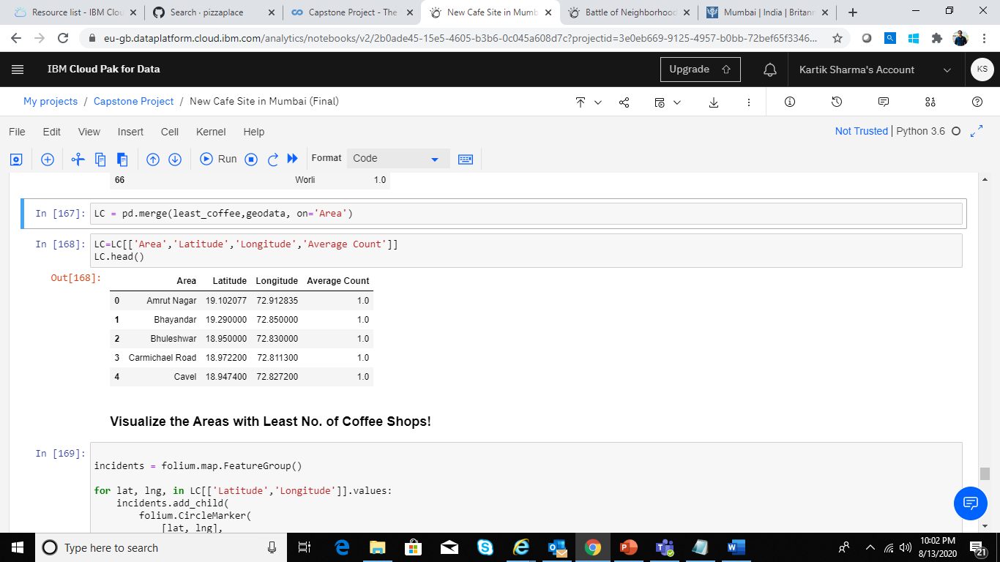 Resource list - IBM Clou
Search · pizzaplace
Capstone Project - The
New Cafe Site in Mumb
Battle of Neighborhood
Mumbai | India | Britann
eu-gb.dataplatform.cloud.ibm.com/analytics/notebooks/v2/2b0ade45-15e5-4605-b3b6-0c045a608d7c?projectid=3e0eb669-9125-4957-b0bb-72bef65f3346...
IBM Cloud Pak for Data
Upgrade
Kartik Sharma's Account
KS
My projects / Capstone Project / New Cafe Site in Mumbai (Final)
File Edit View Insert Cell Kernel Help
Not Trusted | Python 3.6
Run
Format
Code
66 Worli 1.0
In [167]: LC = pd.merge(least_coffee,geodata, on='Area')
In [168]: LC=LC[['Area','Latitude','Longitude','Average Count']]
LC.head()
Out[168]:
Area Latitude Longitude Average Count
0 Amrut Nagar 19.102077 72.912835 1.0
1 Bhayandar 19.290000 72.850000 1.0
2 Bhuleshwar 18.950000 72.830000 1.0
3 Carmichael Road 18.972200 72.811300 1.0
4 Cavel 18.947400 72.827200 1.0
Visualize the Areas with Least No. of Coffee Shops!
In [169]:
incidents = folium.map.FeatureGroup()
for lat, lng, in LC[['Latitude','Longitude']].values:
incidents.add_child(
folium.CircleMarker(
[lat, lng],
Type here to search
10:02 PM
8/13/2020
21